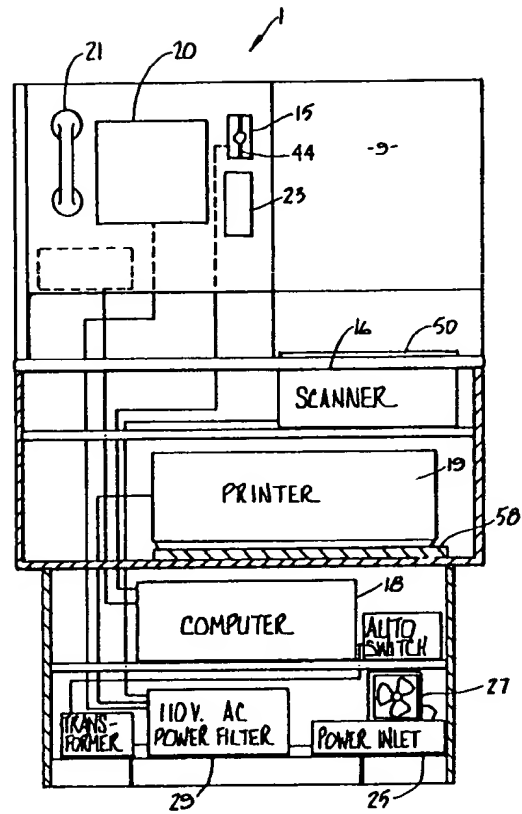 1
21
20
15
44
-9-
23
16
50
SCANNER
19
PRINTER
58
18
COMPUTER
AUTO
SWITCH
27
TRANS-
FORMER
110 V. AC
POWER FILTER
POWER INLET
29
25